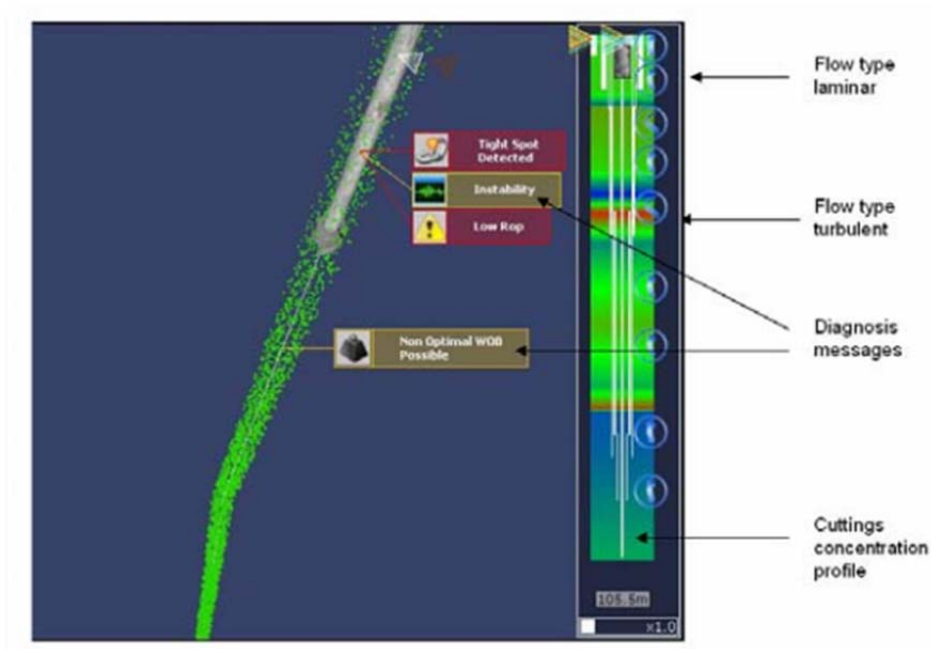 Tight Spot
Detected
Instability
Low Rop
Non Optimal WOB
Possible
105.5m
x1.0
Flow type
laminar
Flow type
turbulent
Diagnosis
messages
Cuttings
concentration
profile